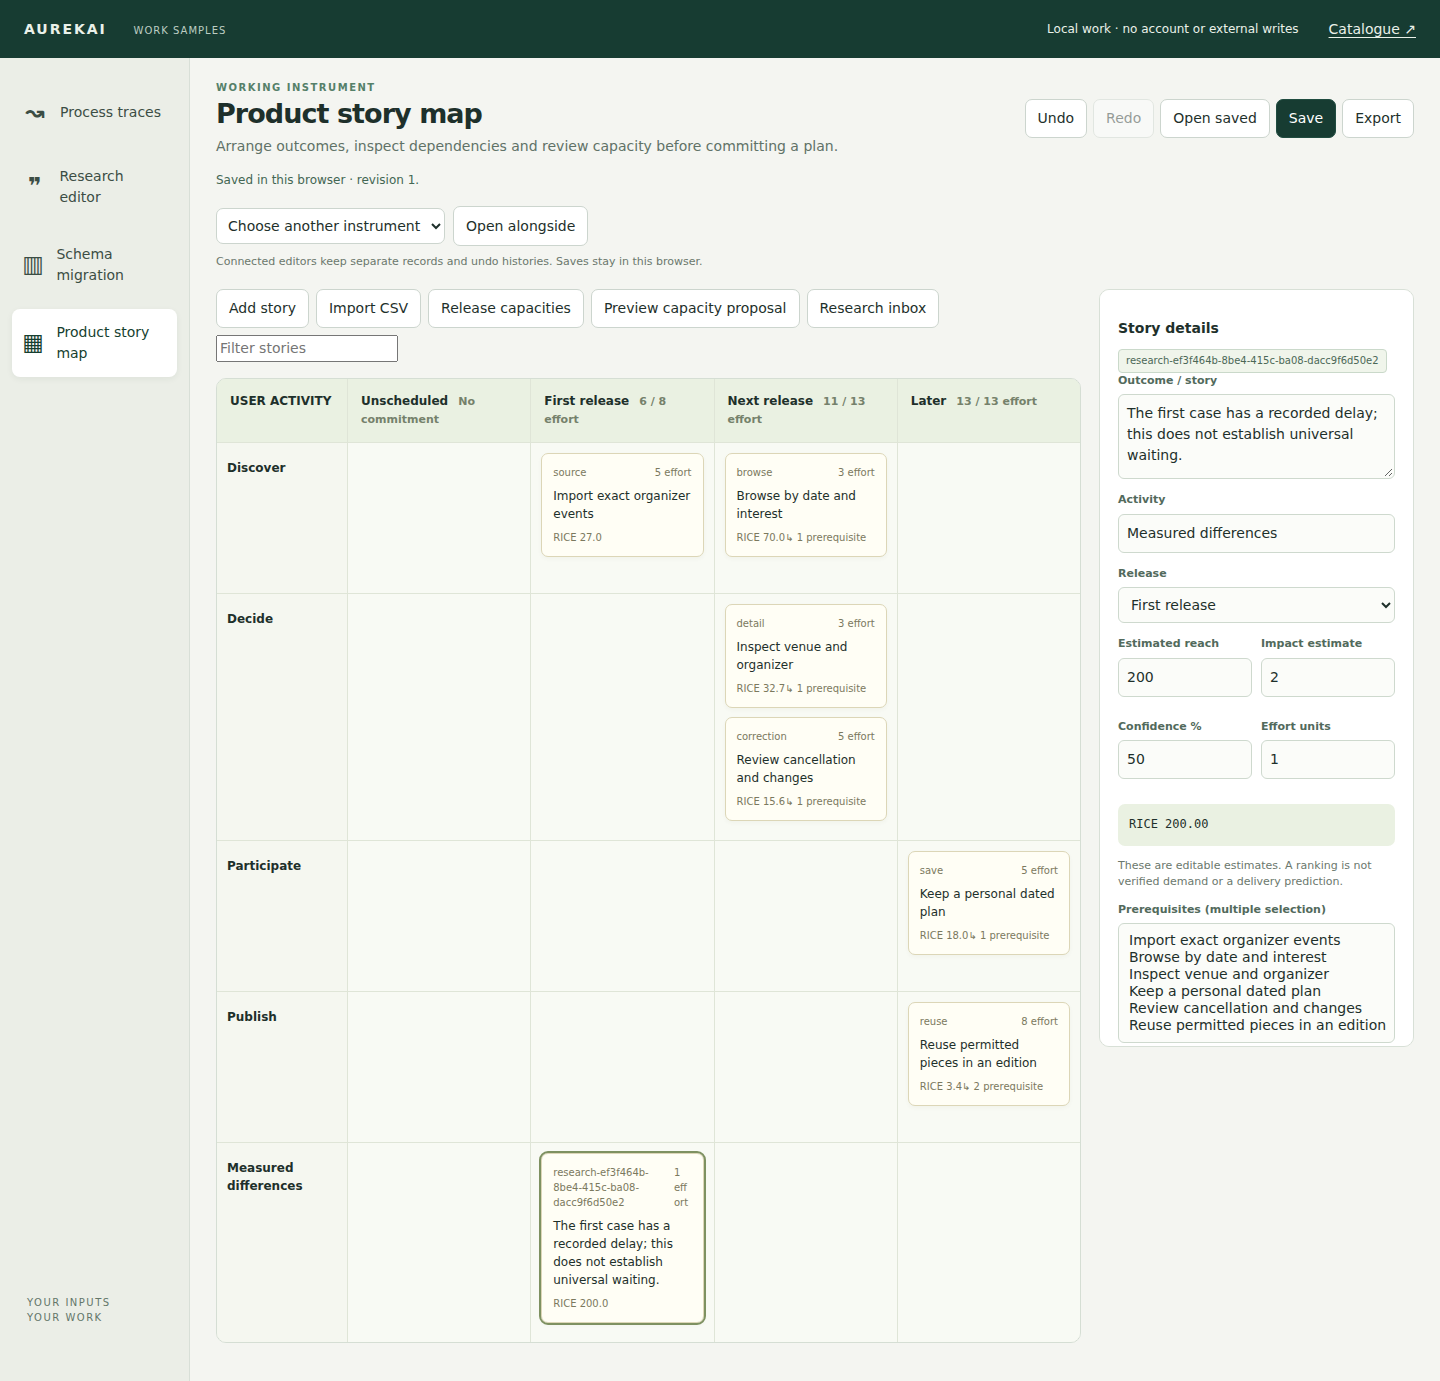 AUREKAI
WORK SAMPLES
Local work · no account or external writes
Catalogue ↗
Process traces
Research
editor
Schema
migration
Product story
map
YOUR INPUTS
YOUR WORK
WORKING INSTRUMENT
Product story map
Arrange outcomes, inspect dependencies and review capacity before committing a plan.
Undo
Redo
Open saved
Save
Export
Saved in this browser · revision 1.
Choose another instrument
Open alongside
Connected editors keep separate records and undo histories. Saves stay in this browser.
Add story
Import CSV
Release capacities
Preview capacity proposal
Research inbox
Filter stories
USER ACTIVITY
Unscheduled No
commitment
First release 6 / 8
effort
Next release 11 / 13
effort
Later 13 / 13 effort
Discover
source 5 effort
Import exact organizer
events
RICE 27.0
browse 3 effort
Browse by date and
interest
RICE 70.0↳ 1 prerequisite
Decide
detail 3 effort
Inspect venue and
organizer
RICE 32.7↳ 1 prerequisite
correction 5 effort
Review cancellation
and changes
RICE 15.6↳ 1 prerequisite
Participate
save 5 effort
Keep a personal dated
plan
RICE 18.0↳ 1 prerequisite
Publish
reuse 8 effort
Reuse permitted
pieces in an edition
RICE 3.4↳ 2 prerequisite
Measured
differences
research-ef3f464b-
8be4-415c-ba08-
dacc9f6d50e2
1
eff
ort
The first case has a
recorded delay; this
does not establish
universal waiting.
RICE 200.0
Story details
research-ef3f464b-8be4-415c-ba08-dacc9f6d50e2
Outcome / story
The first case has a recorded delay;
this does not establish universal
waiting.
Activity
Measured differences
Release
First release
Estimated reach
Impact estimate
200
2
Confidence %
Effort units
50
1
RICE 200.00
These are editable estimates. A ranking is not
verified demand or a delivery prediction.
Prerequisites (multiple selection)
Import exact organizer events
Browse by date and interest
Inspect venue and organizer
Keep a personal dated plan
Review cancellation and changes
Reuse permitted pieces in an edition